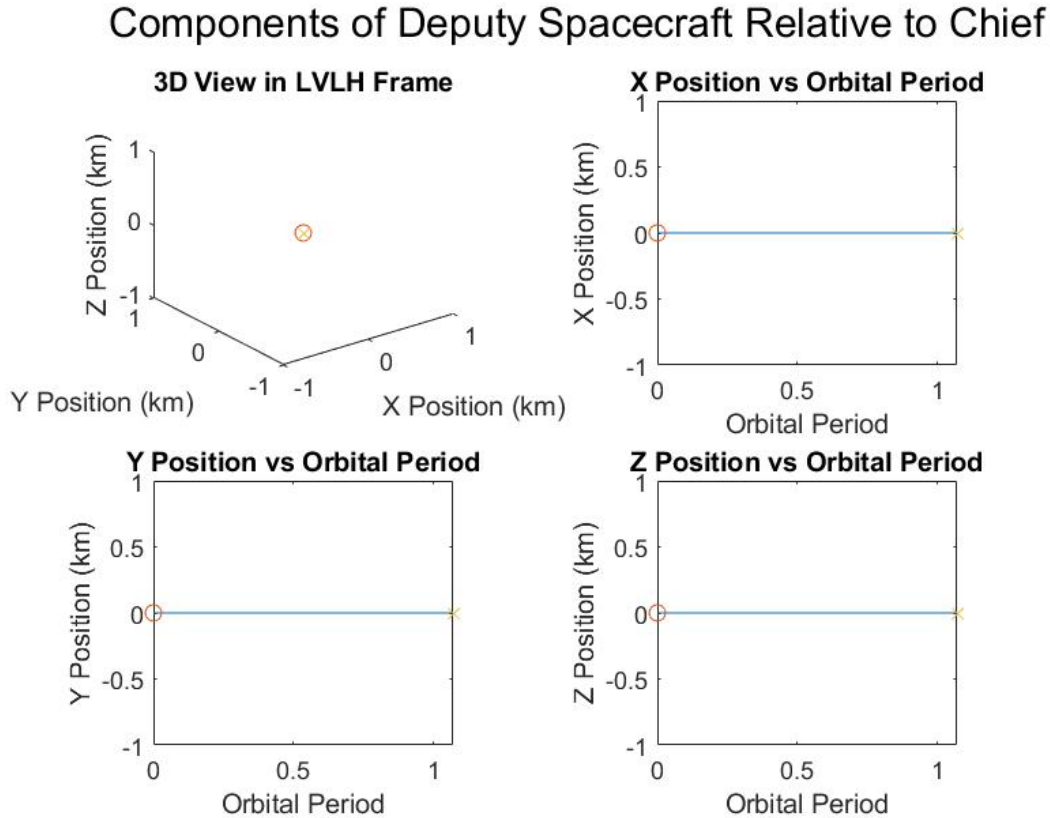 Components of Deputy Spacecraft Relative to Chief
3D View in LVLH Frame
1
0
-1
Z Position (km)
1
0
-1
Y Position (km)
-1
0
1
X Position (km)
X Position vs Orbital Period
1
0.5
0
-0.5
-1
X Position (km)
0 0.5 1
Orbital Period
Y Position vs Orbital Period
1
0.5
0
-0.5
-1
Y Position (km)
0 0.5 1
Orbital Period
Z Position vs Orbital Period
1
0.5
0
-0.5
-1
Z Position (km)
0 0.5 1
Orbital Period